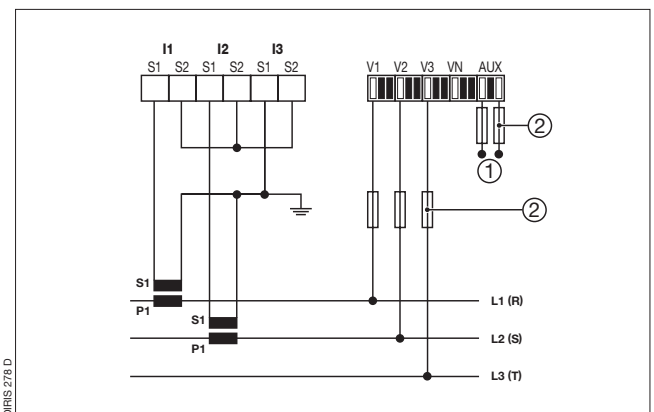 I1 I2 I3
S1 S2 S1 S2 S1 S2
V1 V2 V3 VN AUX
2
1
2
S1
P1
L1 (R)
S1
P1
L2 (S)
L3 (T)
DIRIS 278 D